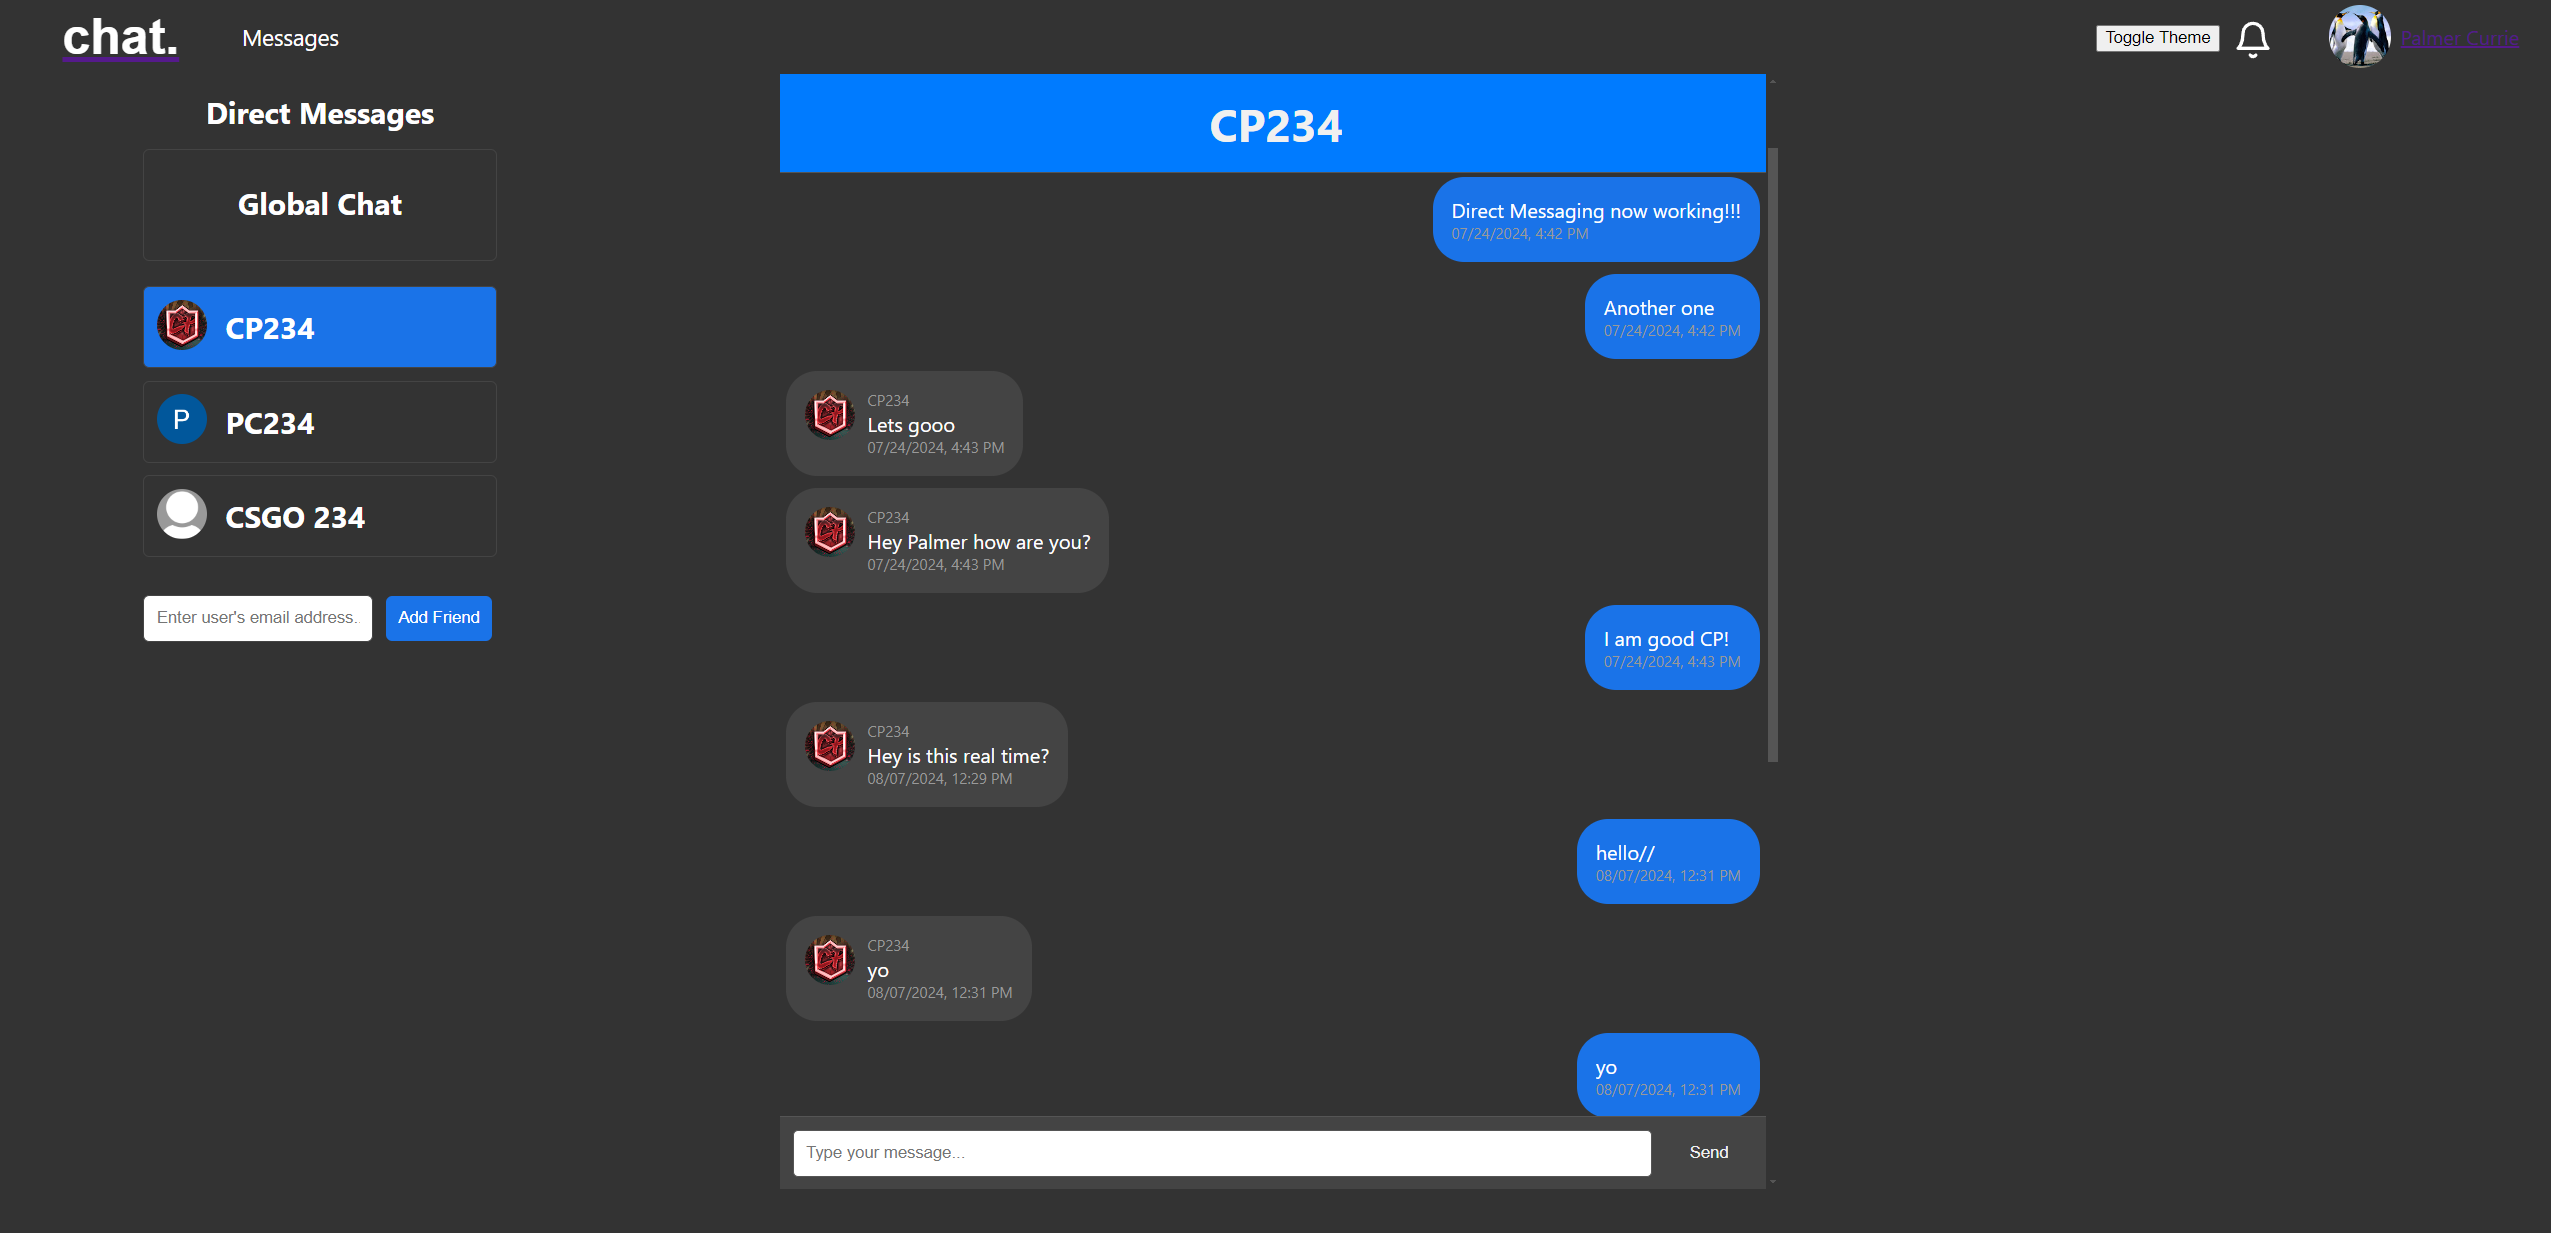 chat.
Messages
Toggle Theme
Palmer Currie
Direct Messages
Global Chat
CP234
P
PC234
CSGO 234
Enter user's email address.
Add Friend
CP234
Direct Messaging now working!!!
07/24/2024, 4:42 PM
Another one
07/24/2024, 4:42 PM
CP234
Lets gooo
07/24/2024, 4:43 PM
CP234
Hey Palmer how are you?
07/24/2024, 4:43 PM
I am good CP!
07/24/2024, 4:43 PM
CP234
Hey is this real time?
08/07/2024, 12:29 PM
hello//
08/07/2024, 12:31 PM
CP234
yo
08/07/2024, 12:31 PM
yo
08/07/2024, 12:31 PM
Type your message...
Send